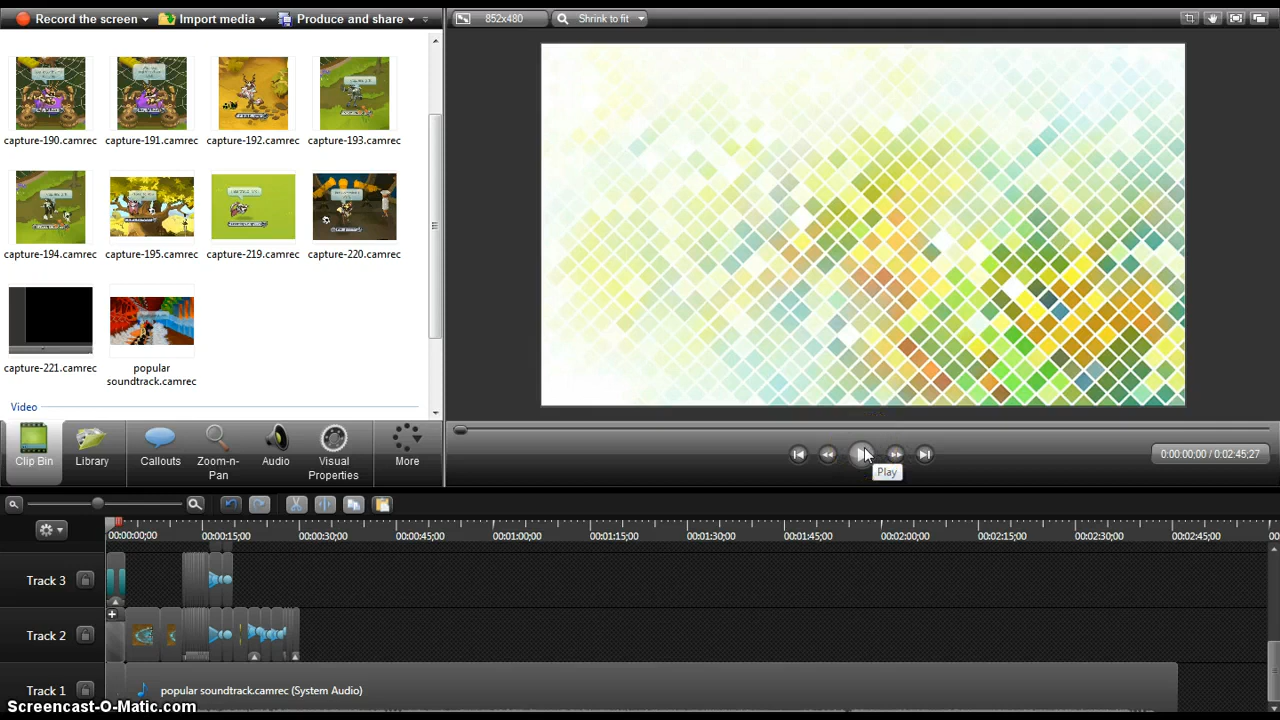 Record the screen Import media Produce and share
852x480 Shrink to fit
capture-190.camrec capture-191.camrec capture-192.camrec capture-193.camrec
capture-194.camrec capture-195.camrec capture-219.camrec capture-220.camrec
capture-221.camrec popular
soundtrack.camrec
Video
Clip Bin Library Callouts Zoom-n-
Pan Audio Visual
Properties More
Play
0:00:00;00 / 0:02:45;27
00:00:00;00 00:00:15;00 00:00:30;00 00:00:45;00 00:01:00;00 00:01:15;00 00:01:30;00 00:01:45;00 00:02:00;00 00:02:15;00 00:02:30;00 00:02:45;00 00
Track 3
Track 2
Track 1 popular soundtrack.camrec (System Audio)
Screencast-O-Matic.com